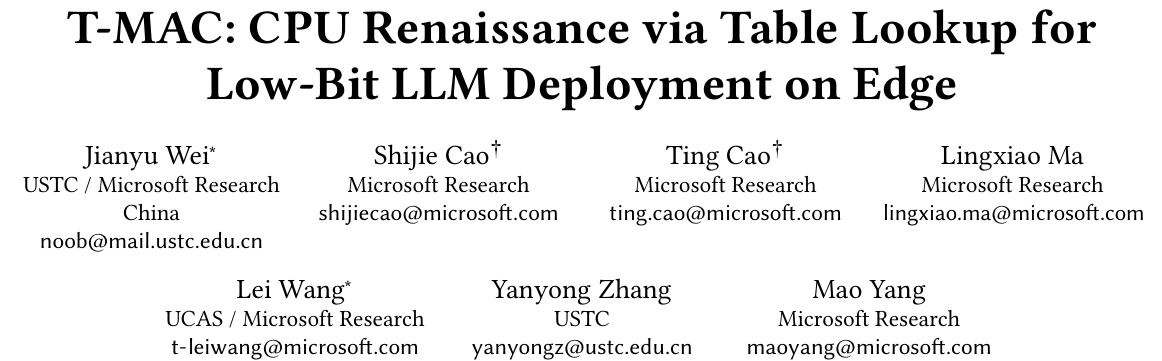 T-MAC: CPU Renaissance via Table Lookup for
Low-Bit LLM Deployment on Edge
Jianyu Wei*
USTC / Microsoft Research
China
noob@mail.ustc.edu.cn
Shijie Cao†
Microsoft Research
shijiecao@microsoft.com
Ting Cao†
Microsoft Research
ting.cao@microsoft.com
Lingxiao Ma
Microsoft Research
lingxiao.ma@microsoft.com
Lei Wang*
UCAS / Microsoft Research
t-leiwang@microsoft.com
Yanyong Zhang
USTC
yanyongz@ustc.edu.cn
Mao Yang
Microsoft Research
maoyang@microsoft.com